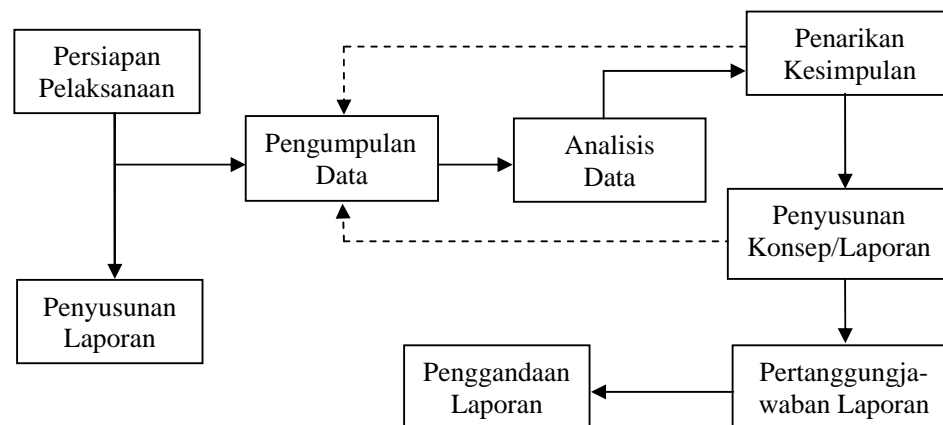 Persiapan
Pelaksanaan
Penarikan
Kesimpulan
Pengumpulan
Data
Analisis
Data
Penyusunan
Konsep/Laporan
Penyusunan
Laporan
Penggandaan
Laporan
Pertanggungja-
waban Laporan